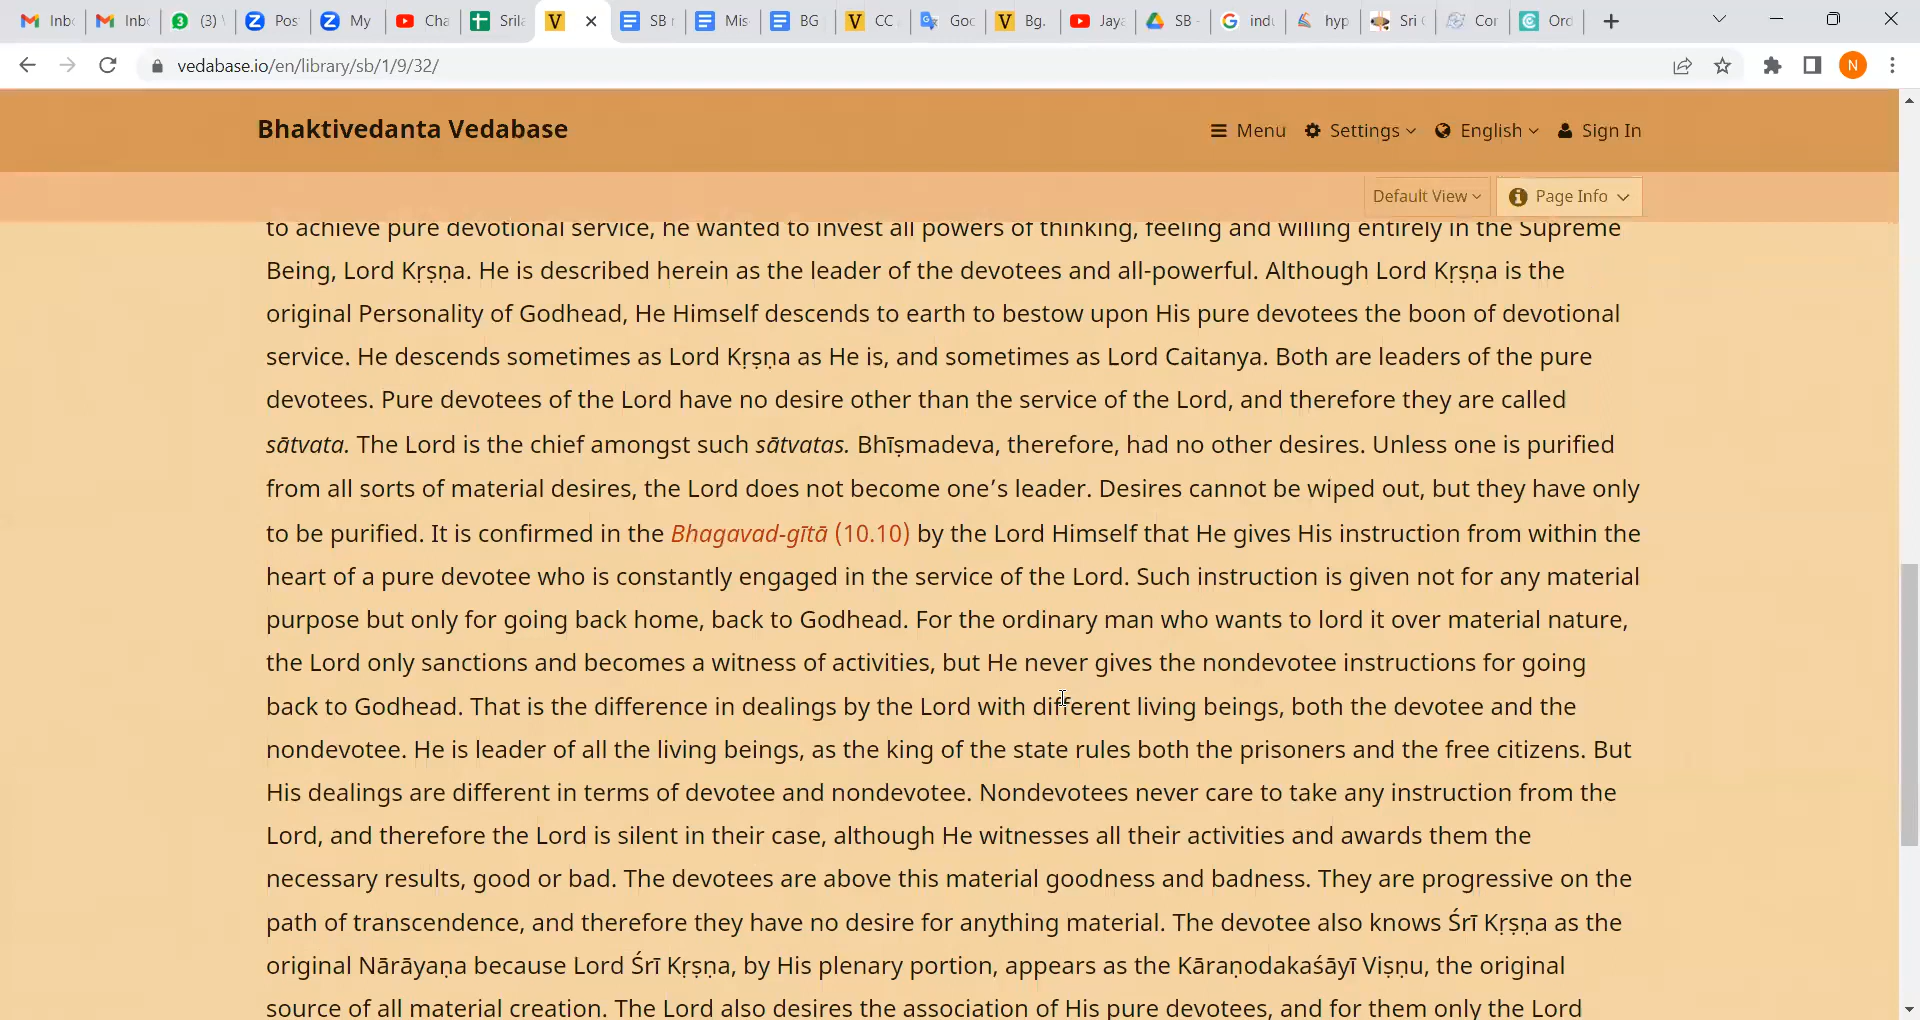 Inb Inb (3) Pos My Cha Srila SB Mis BG CC Goo Bg. Jaya SB - indu hyp Sri Cor Ord
vedabase.io/en/library/sb/1/9/32/
N
Bhaktivedanta Vedabase
Menu Settings English Sign In
Default View Page Info
to achieve pure devotional service, he wanted to invest all powers of thinking, feeling and willing entirely in the Supreme
Being, Lord Kṛṣṇa. He is described herein as the leader of the devotees and all-powerful. Although Lord Kṛṣṇa is the
original Personality of Godhead, He Himself descends to earth to bestow upon His pure devotees the boon of devotional
service. He descends sometimes as Lord Kṛṣṇa as He is, and sometimes as Lord Caitanya. Both are leaders of the pure
devotees. Pure devotees of the Lord have no desire other than the service of the Lord, and therefore they are called
sātvata. The Lord is the chief amongst such sātvatas. Bhīṣmadeva, therefore, had no other desires. Unless one is purified
from all sorts of material desires, the Lord does not become one’s leader. Desires cannot be wiped out, but they have only
to be purified. It is confirmed in the Bhagavad-gītā (10.10) by the Lord Himself that He gives His instruction from within the
heart of a pure devotee who is constantly engaged in the service of the Lord. Such instruction is given not for any material
purpose but only for going back home, back to Godhead. For the ordinary man who wants to lord it over material nature,
the Lord only sanctions and becomes a witness of activities, but He never gives the nondevotee instructions for going
back to Godhead. That is the difference in dealings by the Lord with different living beings, both the devotee and the
nondevotee. He is leader of all the living beings, as the king of the state rules both the prisoners and the free citizens. But
His dealings are different in terms of devotee and nondevotee. Nondevotees never care to take any instruction from the
Lord, and therefore the Lord is silent in their case, although He witnesses all their activities and awards them the
necessary results, good or bad. The devotees are above this material goodness and badness. They are progressive on the
path of transcendence, and therefore they have no desire for anything material. The devotee also knows Śrī Kṛṣṇa as the
original Nārāyaṇa because Lord Śrī Kṛṣṇa, by His plenary portion, appears as the Kāraṇodakaśāyī Viṣṇu, the original
source of all material creation. The Lord also desires the association of His pure devotees, and for them only the Lord